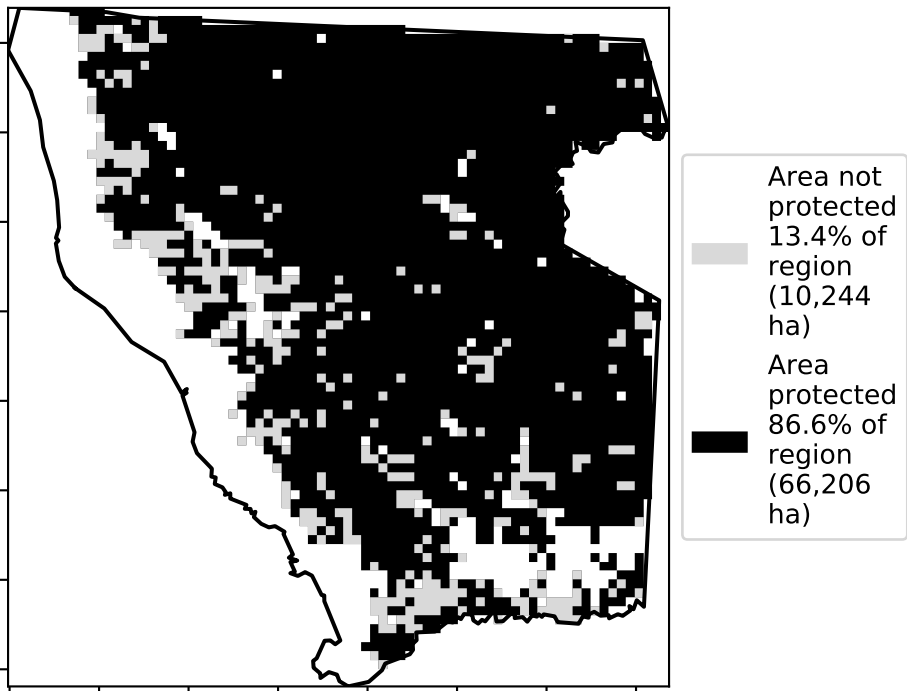 Area not
protected
13.4% of
region
(10,244
ha)
Area
protected
86.6% of
region
(66,206
ha)